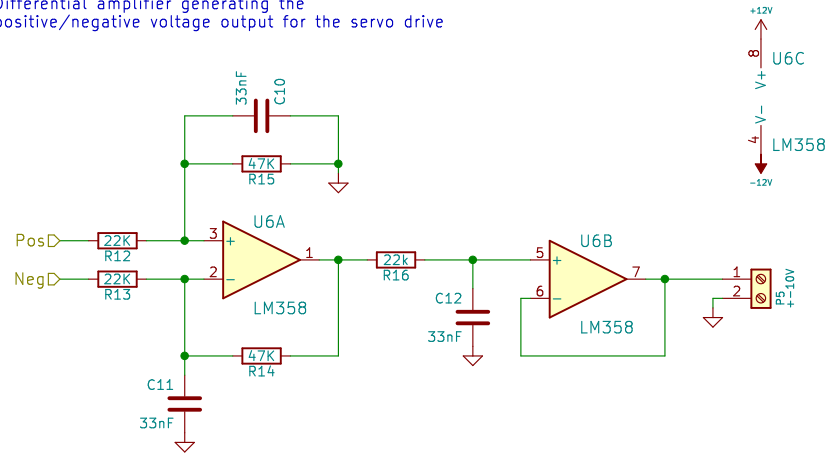 Differential amplifier generating the
positive/negative voltage output for the servo drive
+12V
8
U6C
V+
V-
4
LM358
-12V
33nF
C10
47K
R15
U6A
Pos
22K
R12
3
+
1
Neg
22K
R13
2
-
LM358
22k
R16
U6B
5
+
7
6
-
LM358
1
2
P5
+-10V
C12
33nF
47K
R14
C11
33nF